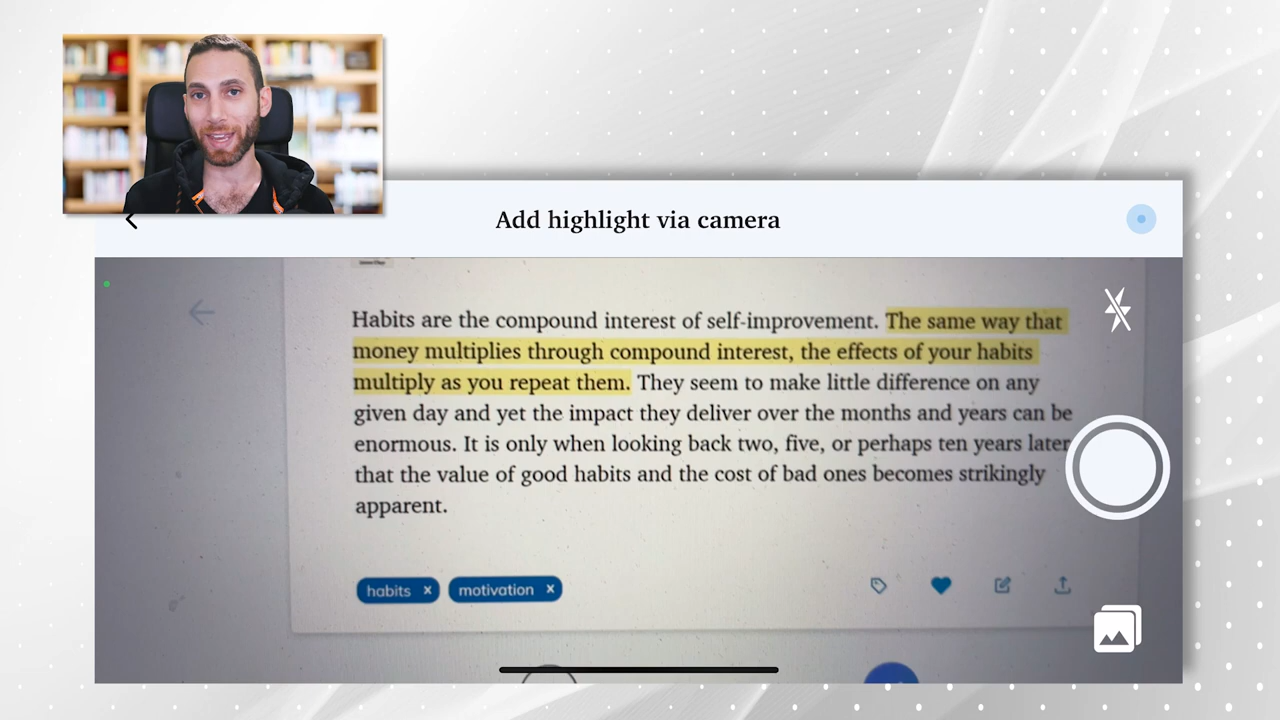 Add highlight via camera
Habits are the compound interest of self-improvement. The same way that
money multiplies through compound interest, the effects of your habits
multiply as you repeat them. They seem to make little difference on any
given day and yet the impact they deliver over the months and years can be
enormous. It is only when looking back two, five, or perhaps ten years later
that the value of good habits and the cost of bad ones becomes strikingly
apparent.
habits x
motivation x